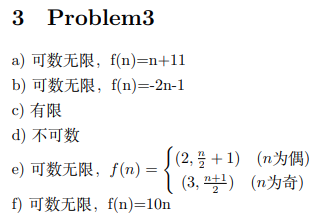 3 Problem3
a) 可数无限，f(n)=n+11
b) 可数无限，f(n)=-2n-1
c) 有限
d) 不可数
e) 可数无限，f(n) = { (2, n/2 + 1) (n为偶)
(3, (n+1)/2) (n为奇)
f) 可数无限，f(n)=10n